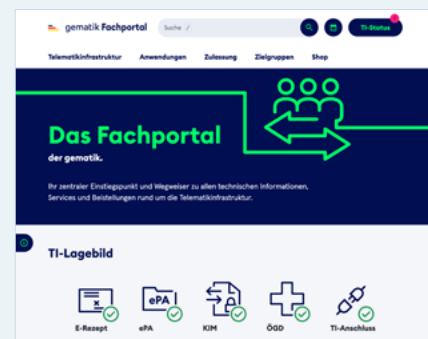 gematik Fachportal
Suche /
TI-Status
Telematikinfrastruktur Anwendungen Zulassung Zielgruppen Shop
Das Fachportal
der gematik.
Ihr zentraler Einstiegspunkt und Wegweiser zu allen technischen Informationen,
Services und Beistellungen rund um die Telematikinfrastruktur.
TI-Lagebild
ePA
E-Rezept ePA KIM ÖGD TI-Anschluss